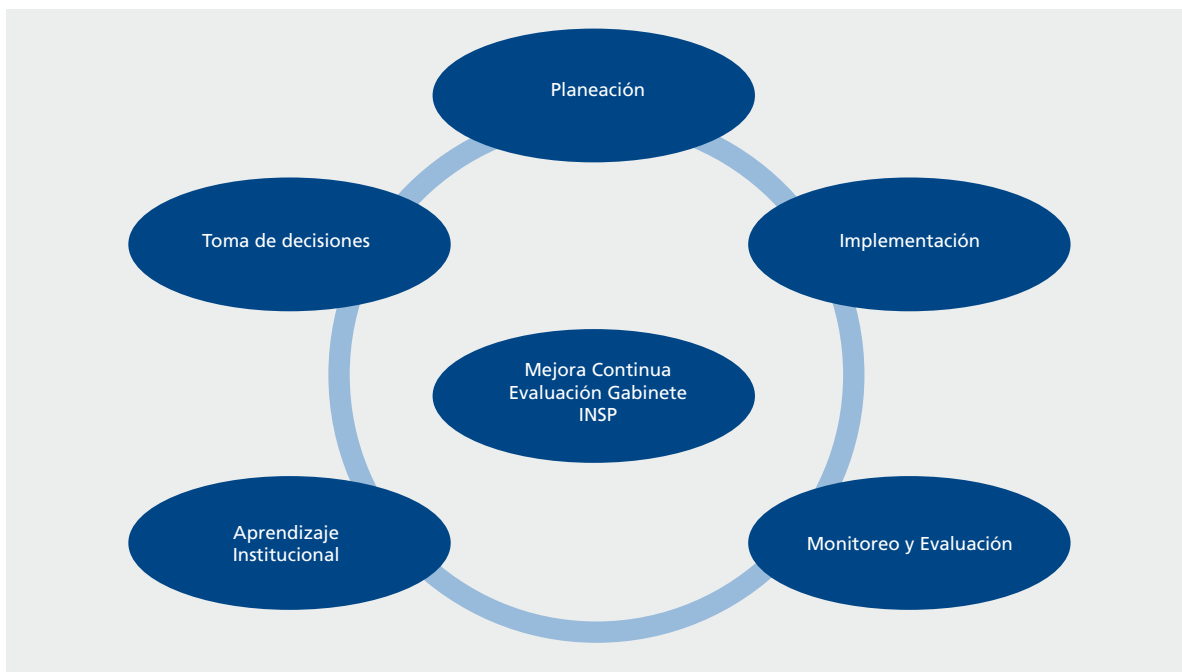 Planeación
Toma de decisiones
Implementación
Mejora Continua
Evaluación Gabinete
INSP
Aprendizaje
Institucional
Monitoreo y Evaluación